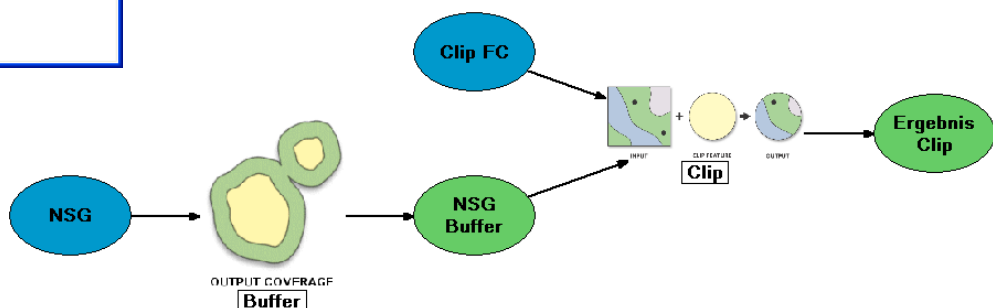 Clip FC
INPUT
+
CLIP FEATURE
OUTPUT
Clip
Ergebnis
Clip
NSG
OUTPUT COVERAGE
Buffer
NSG
Buffer